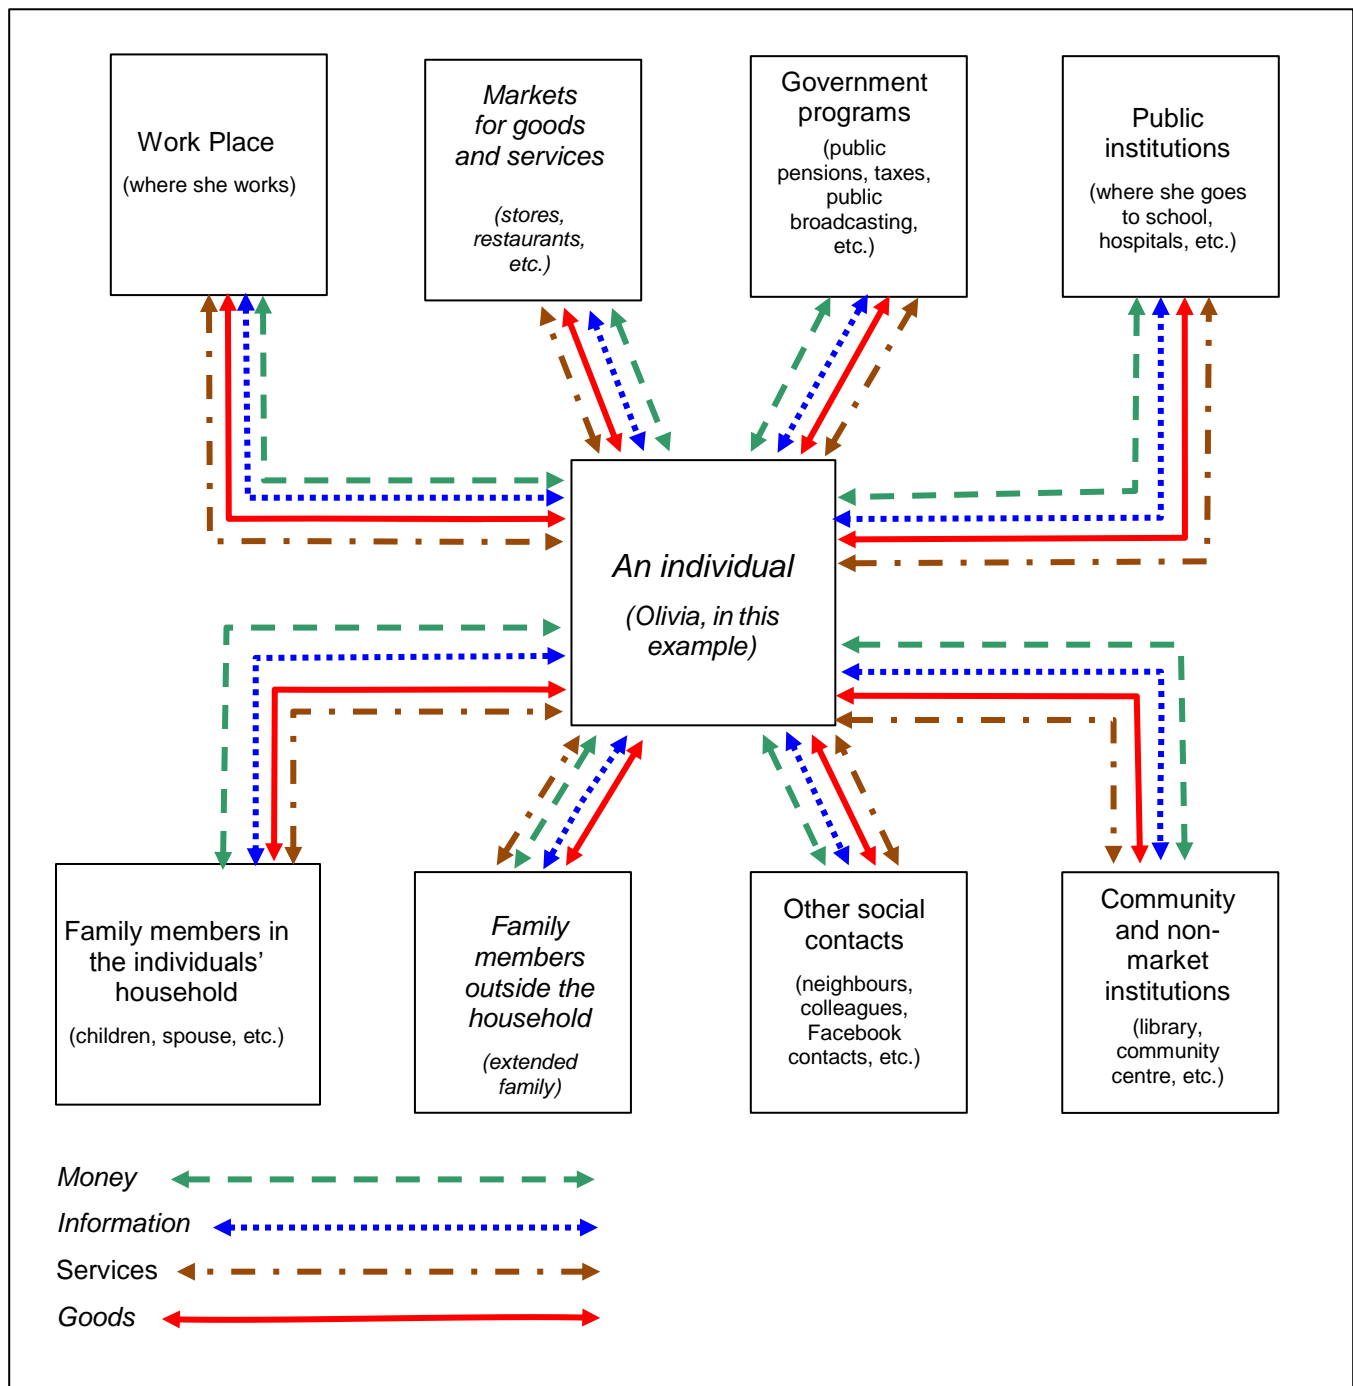 Work Place
(where she works)
Markets
for goods
and services
(stores,
restaurants,
etc.)
Government
programs
(public
pensions, taxes,
public
broadcasting,
etc.)
Public
institutions
(where she goes
to school,
hospitals, etc.)
An individual
(Olivia, in this
example)
Family members in
the individuals’
household
(children, spouse, etc.)
Family
members
outside the
household
(extended
family)
Other social
contacts
(neighbours,
colleagues,
Facebook
contacts, etc.)
Community
and non-
market
institutions
(library,
community
centre, etc.)
Money
Information
Services
Goods